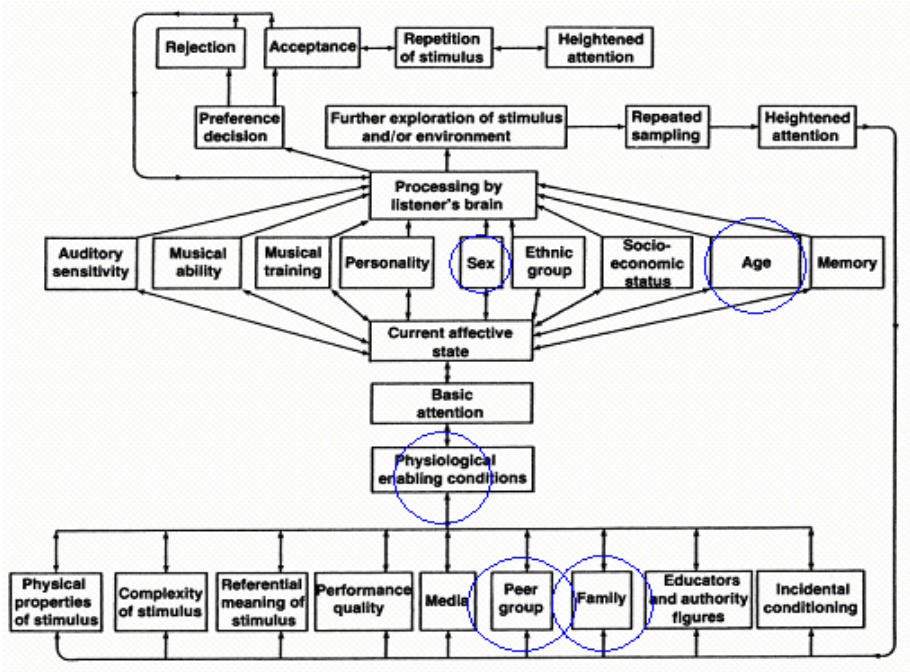 Rejection
Acceptance
Repetition
of stimulus
Heightened
attention
Preference
decision
Further exploration of stimulus
and/or environment
Repeated
sampling
Heightened
attention
Processing by
listener's brain
Auditory
sensitivity
Musical
ability
Musical
training
Personality
Sex
Ethnic
group
Socio-
economic
status
Age
Memory
Current affective
state
Basic
attention
Physiological
enabling conditions
Physical
properties
of stimulus
Complexity
of stimulus
Referential
meaning of
stimulus
Performance
quality
Media
Peer
group
Family
Educators
and authority
figures
Incidental
conditioning